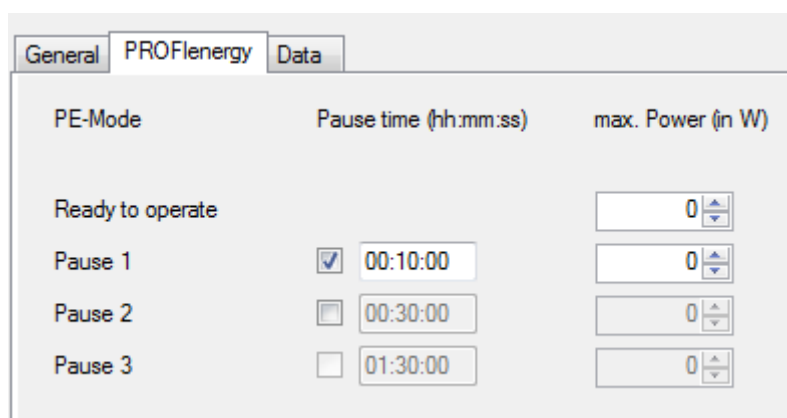 General PROFIenergy Data
PE-Mode Pause time (hh:mm:ss) max. Power (in W)
Ready to operate 0
Pause 1 00:10:00 0
Pause 2 00:30:00 0
Pause 3 01:30:00 0